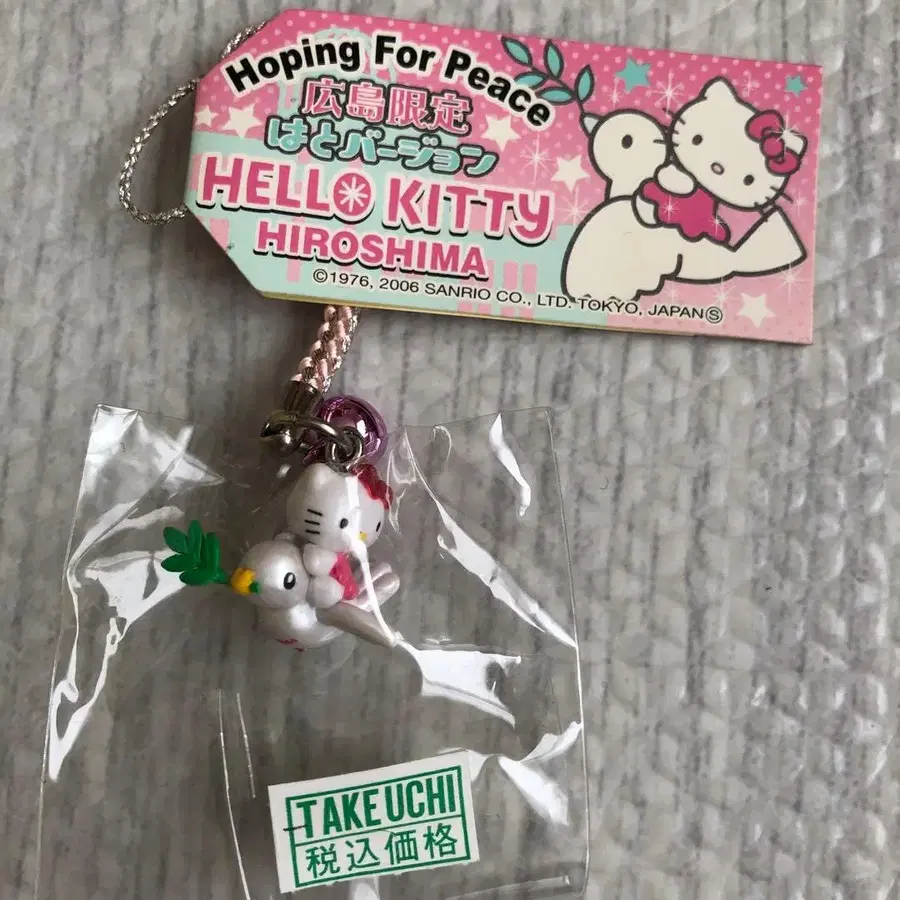 Hoping For Peace
広島限定
はとバージョン
HELLO KITTY
HIROSHIMA
©1976, 2006 SANRIO CO., LTD. TOKYO, JAPAN Ⓢ
TAKEUCHI
税込価格